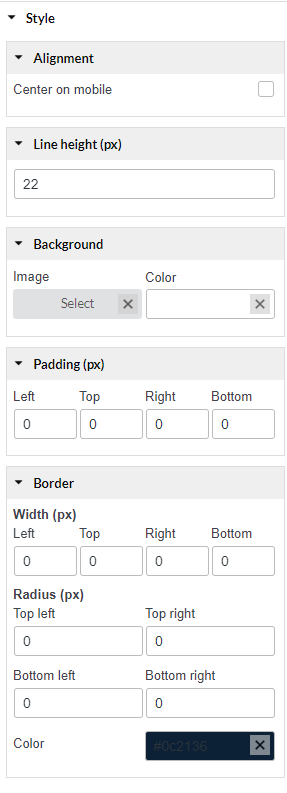 Style
Alignment
Center on mobile
Line height (px)
22
Background
Image Color
Select
Padding (px)
Left Top Right Bottom
0 0 0 0
Border
Width (px)
Left Top Right Bottom
0 0 0 0
Radius (px)
Top left Top right
0 0
Bottom left Bottom right
0 0
Color #0c2136